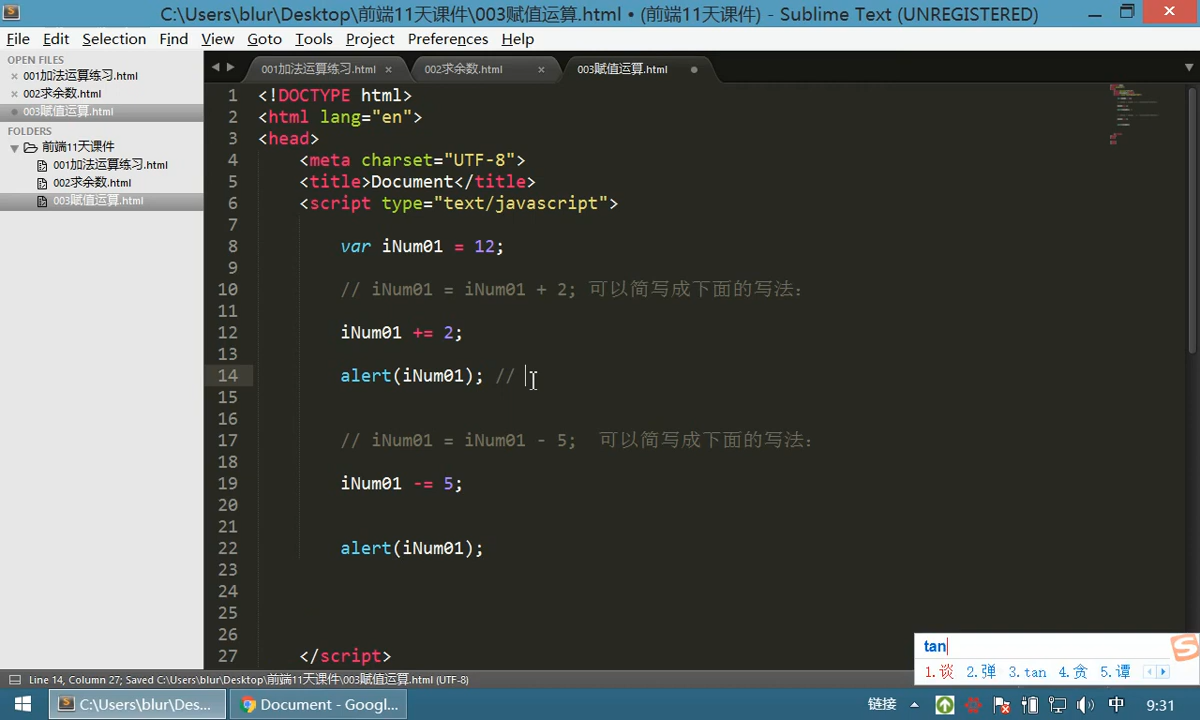 C:\Users\blur\Desktop\前端11天课件\003赋值运算.html • (前端11天课件) - Sublime Text (UNREGISTERED)
File Edit Selection Find View Goto Tools Project Preferences Help
OPEN FILES
001加法运算练习.html
002求余数.html
003赋值运算.html
FOLDERS
前端11天课件
001加法运算练习.html
002求余数.html
003赋值运算.html
001加法运算练习.html × 002求余数.html × 003赋值运算.html
1 <!DOCTYPE html>
2 <html lang="en">
3 <head>
4 <meta charset="UTF-8">
5 <title>Document</title>
6 <script type="text/javascript">
7
8 var iNum01 = 12;
9
10 // iNum01 = iNum01 + 2; 可以简写成下面的写法:
11
12 iNum01 += 2;
13
14 alert(iNum01); //
15
16
17 // iNum01 = iNum01 - 5; 可以简写成下面的写法:
18
19 iNum01 -= 5;
20
21
22 alert(iNum01);
23
24
25
26
27 </script>
tan
1.谈 2.弹 3.tan 4.贪 5.谭
Line 14, Column 27; Saved C:\Users\blur\Desktop\前端11天课件\003赋值运算.html (UTF-8)
C:\Users\blur\Des... Document - Googl... 链接 中 9:31